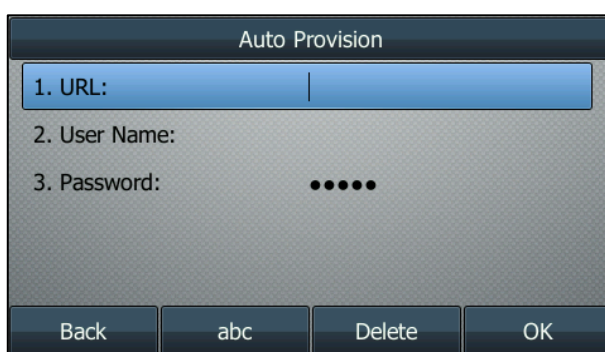 Auto Provision
1. URL:
2. User Name:
3. Password: •••••
Back abc Delete OK